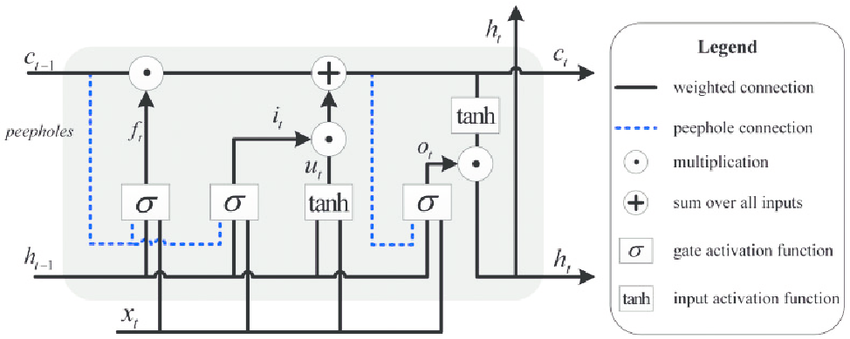 h_t
c_{t-1}
c_t
peepholes
f_t
i_t
u_t
o_t
tanh
σ
σ
tanh
σ
h_{t-1}
h_t
x_t
Legend
weighted connection
peephole connection
multiplication
sum over all inputs
σ gate activation function
tanh input activation function